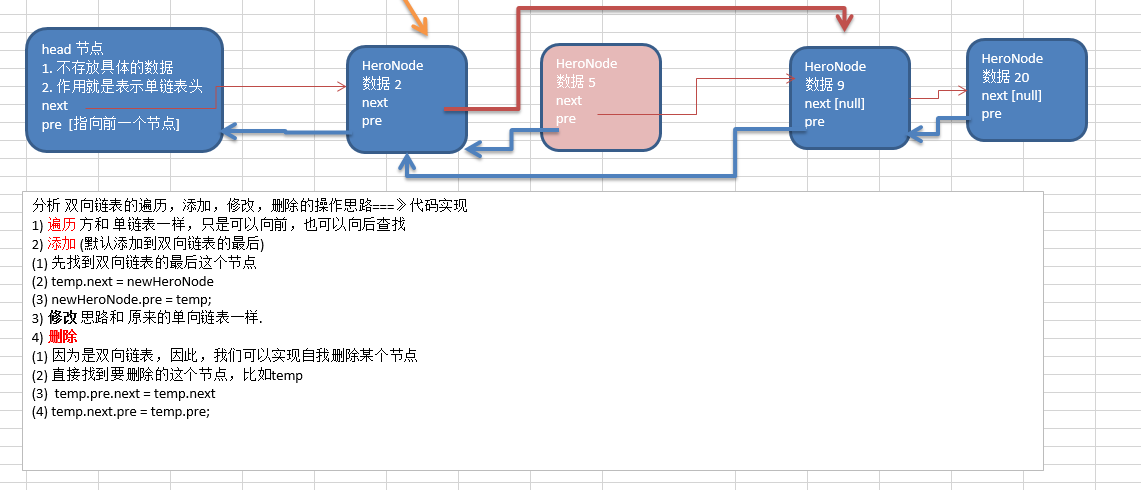 head 节点
1. 不存放具体的数据
2. 作用就是表示单链表头
next
pre [指向前一个节点]
HeroNode
数据 2
next
pre
HeroNode
数据 5
next
pre
HeroNode
数据 9
next [null]
pre
HeroNode
数据 20
next [null]
pre
分析 双向链表的遍历，添加，修改，删除的操作思路===》代码实现
1) 遍历 方和 单链表一样，只是可以向前，也可以向后查找
2) 添加 (默认添加到双向链表的最后)
(1) 先找到双向链表的最后这个节点
(2) temp.next = newHeroNode
(3) newHeroNode.pre = temp;
3) 修改 思路和 原来的单向链表一样.
4) 删除
(1) 因为是双向链表，因此，我们可以实现自我删除某个节点
(2) 直接找到要删除的这个节点，比如temp
(3) temp.pre.next = temp.next
(4) temp.next.pre = temp.pre;